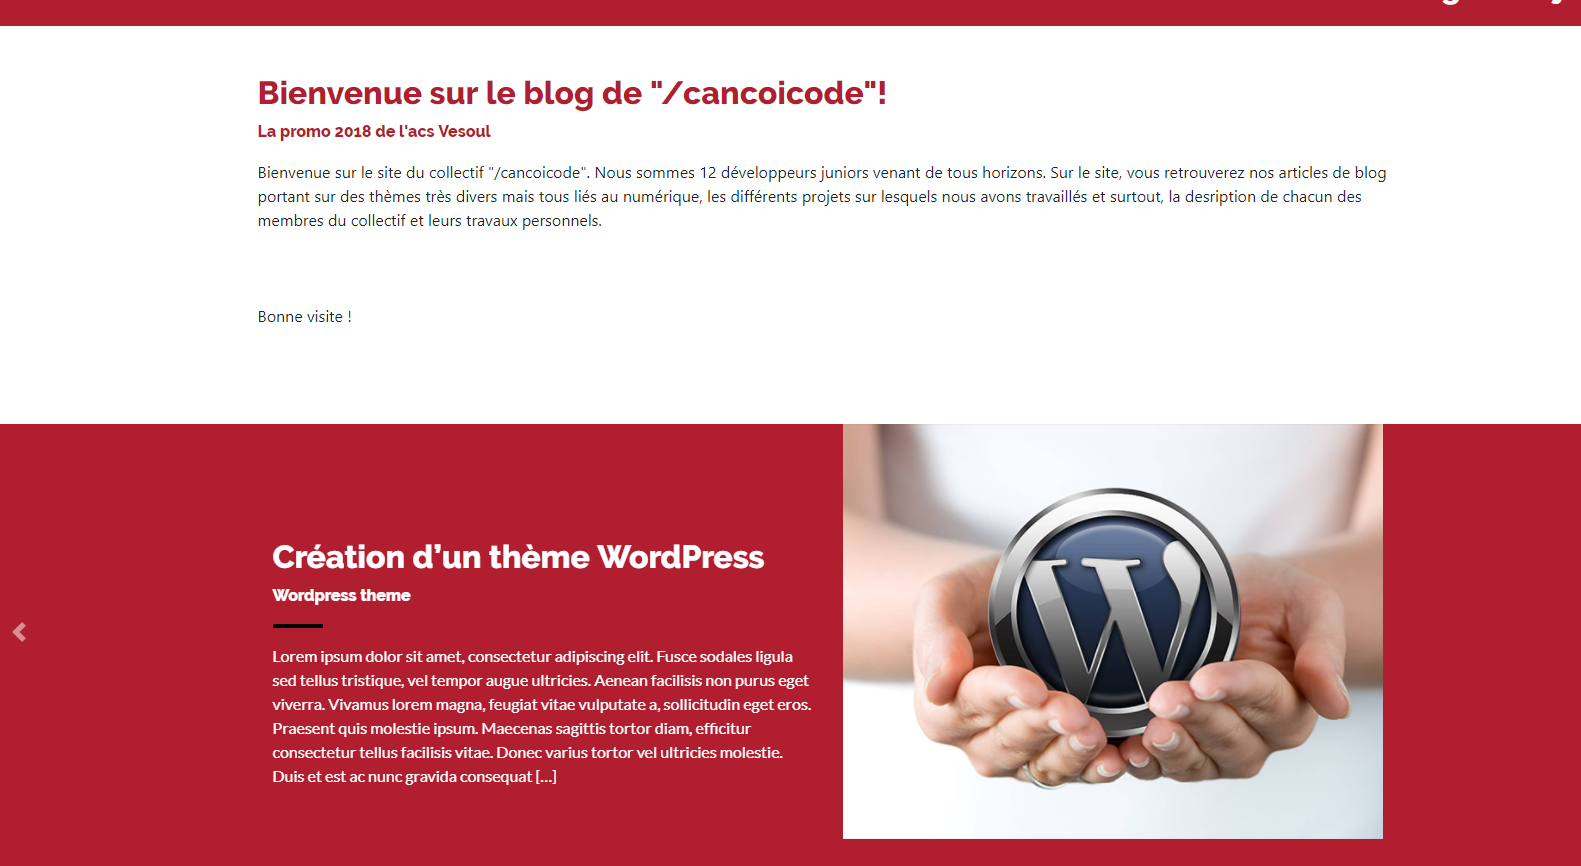 Bienvenue sur le blog de "/cancoicode"!
La promo 2018 de l'acs Vesoul
Bienvenue sur le site du collectif "/cancoicode". Nous sommes 12 développeurs juniors venant de tous horizons. Sur le site, vous retrouverez nos articles de blog
portant sur des thèmes très divers mais tous liés au numérique, les différents projets sur lesquels nous avons travaillés et surtout, la desription de chacun des
membres du collectif et leurs travaux personnels.
Bonne visite !
Création d’un thème WordPress
Wordpress theme
Lorem ipsum dolor sit amet, consectetur adipiscing elit. Fusce sodales ligula
sed tellus tristique, vel tempor augue ultricies. Aenean facilisis non purus eget
viverra. Vivamus lorem magna, feugiat vitae vulputate a, sollicitudin eget eros.
Praesent quis molestie ipsum. Maecenas sagittis tortor diam, efficitur
consectetur tellus facilisis vitae. Donec varius tortor vel ultricies molestie.
Duis et est ac nunc gravida consequat […]
W